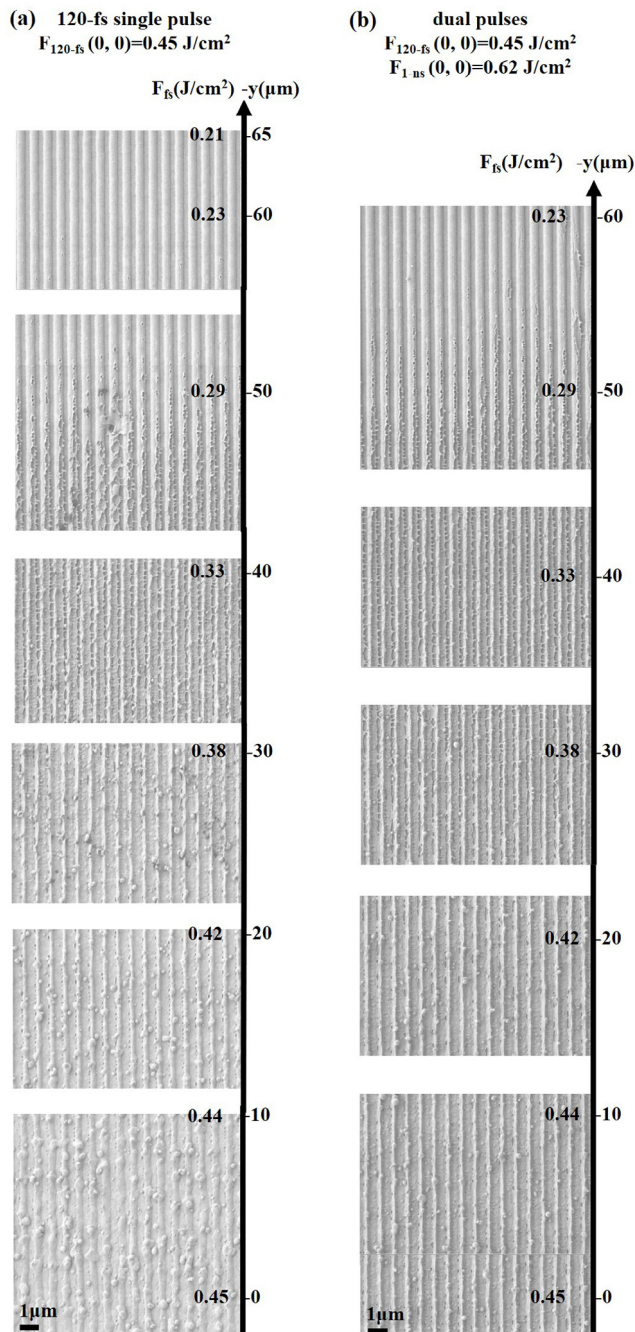 (a) 120-fs single pulse
F120-fs (0, 0)=0.45 J/cm²
Ffs(J/cm²) -y(µm)
0.21 -65
0.23 -60
0.29 -50
0.33 -40
0.38 -30
0.42 -20
0.44 -10
0.45 -0
1µm
(b) dual pulses
F120-fs (0, 0)=0.45 J/cm²
F1-ns (0, 0)=0.62 J/cm²
Ffs(J/cm²) -y(µm)
0.23 -60
0.29 -50
0.33 -40
0.38 -30
0.42 -20
0.44 -10
0.45 -0
1µm